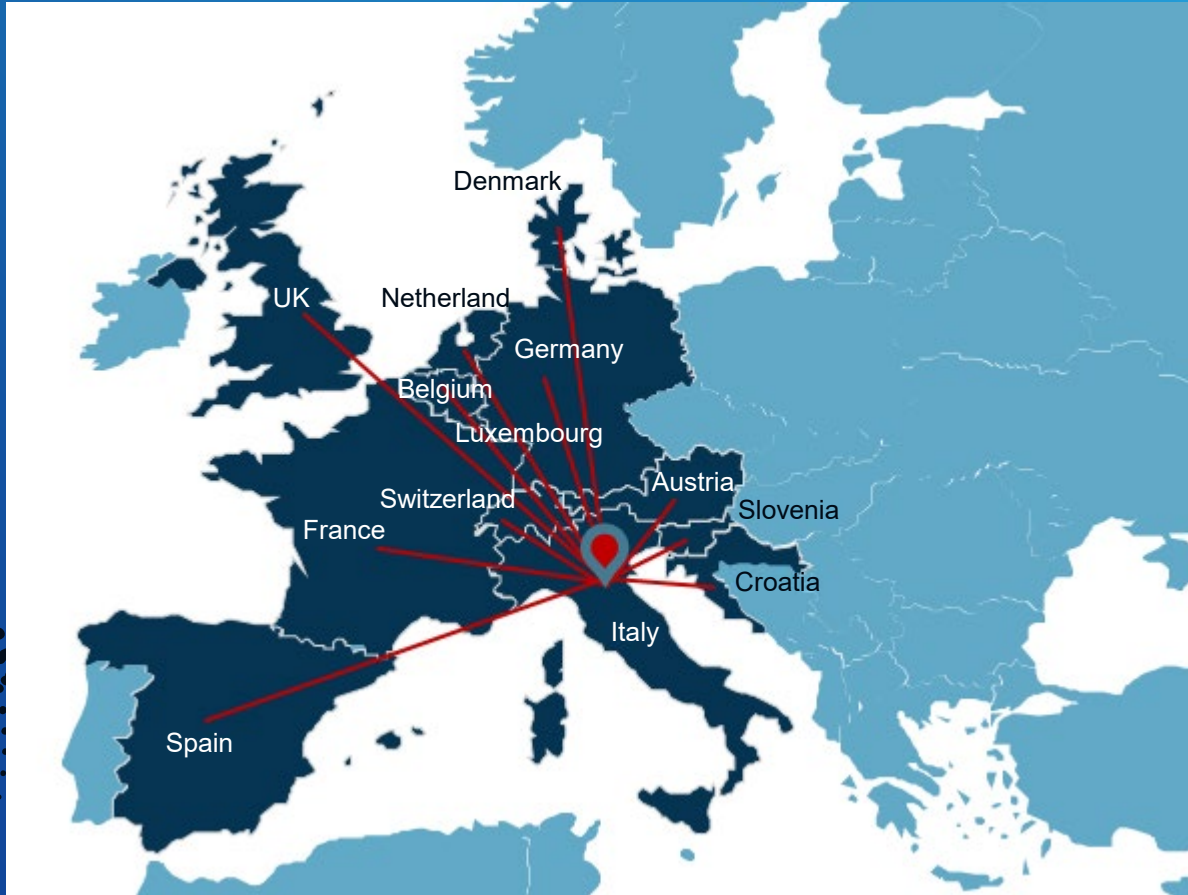 Denmark
UK
Netherland
Germany
Belgium
Luxembourg
Austria
Switzerland
Slovenia
France
Croatia
Italy
Spain